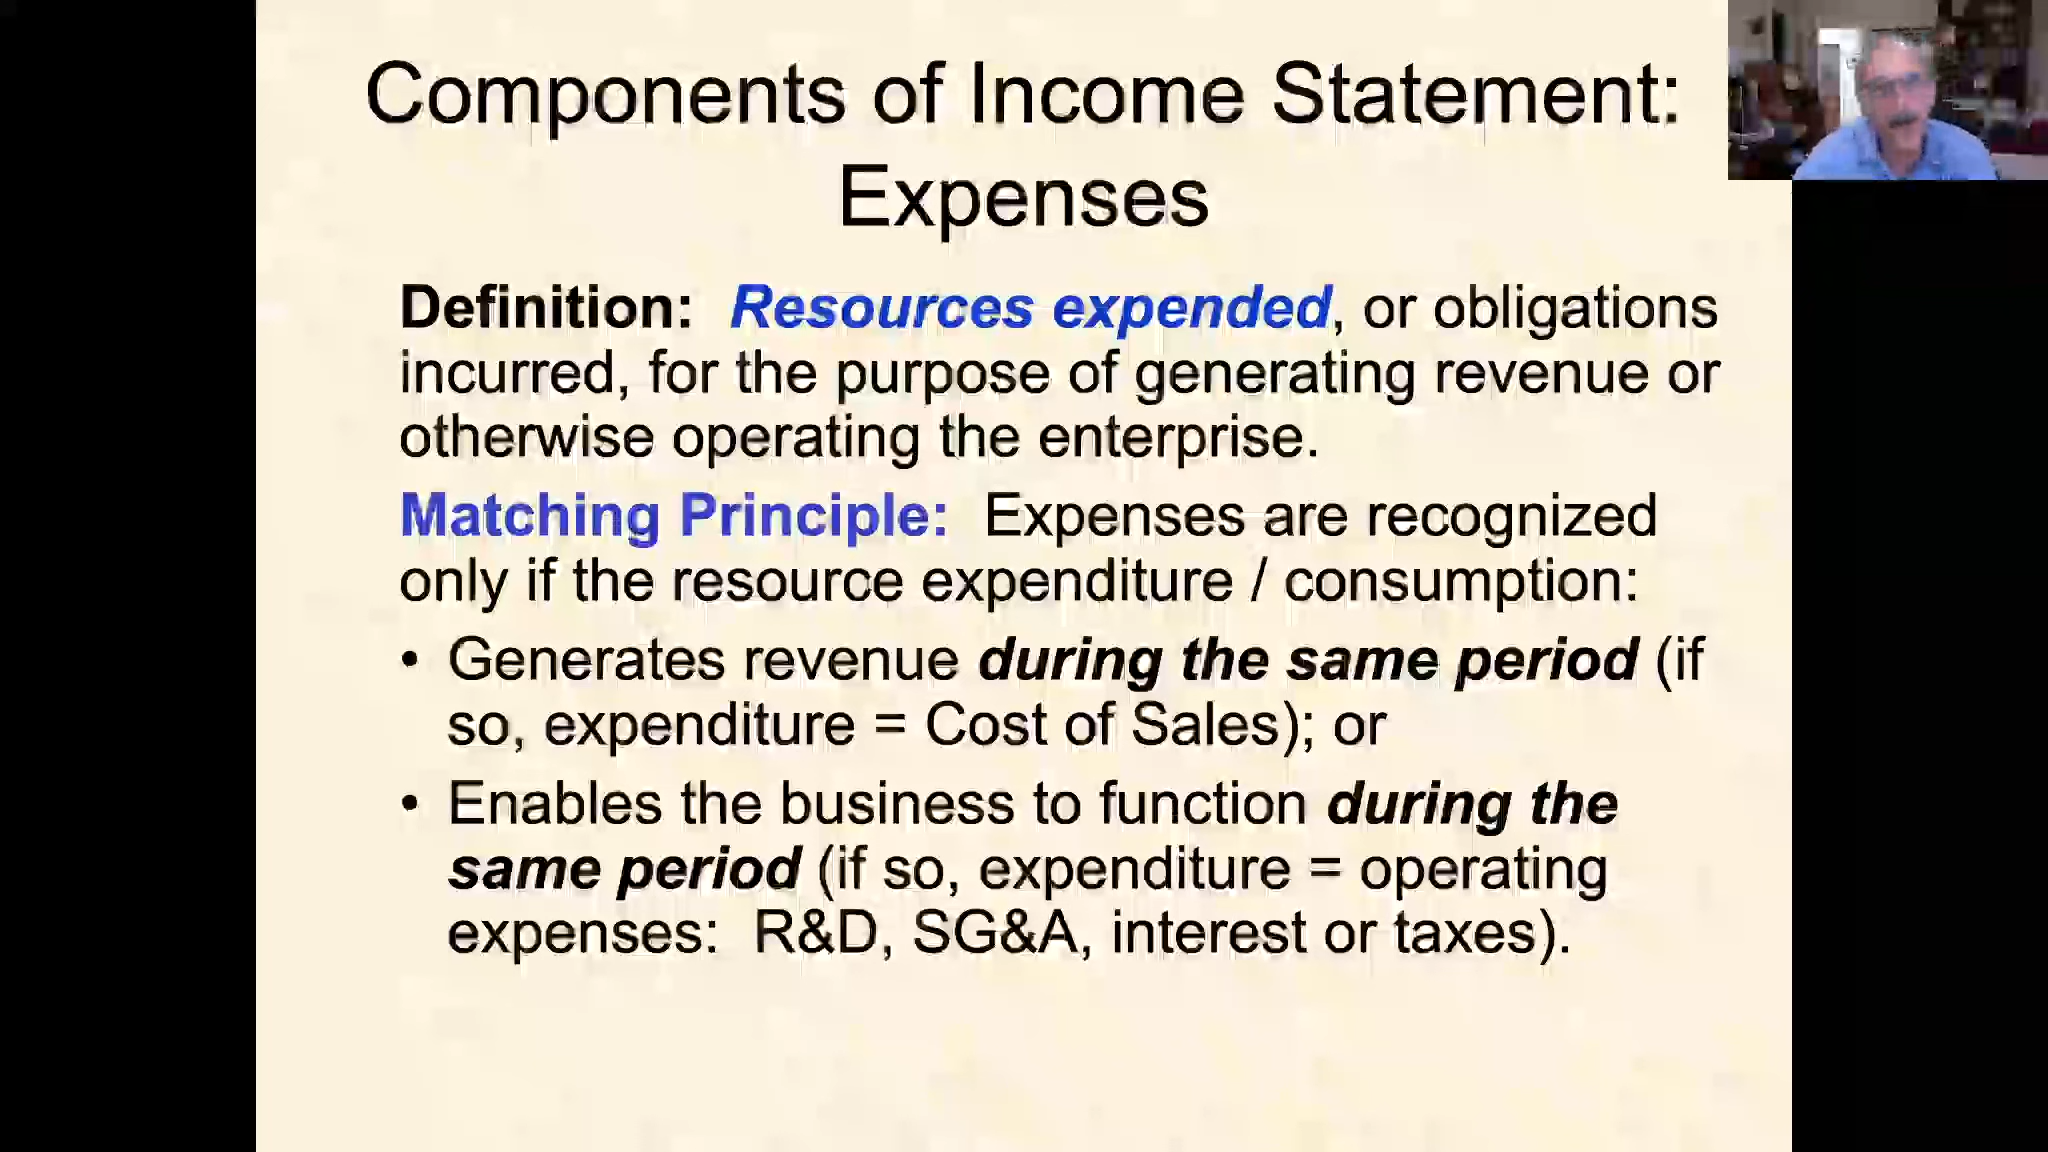 Components of Income Statement:
Expenses
Definition: Resources expended, or obligations
incurred, for the purpose of generating revenue or
otherwise operating the enterprise.
Matching Principle: Expenses are recognized
only if the resource expenditure / consumption:
• Generates revenue during the same period (if
so, expenditure = Cost of Sales); or
• Enables the business to function during the
same period (if so, expenditure = operating
expenses: R&D, SG&A, interest or taxes).